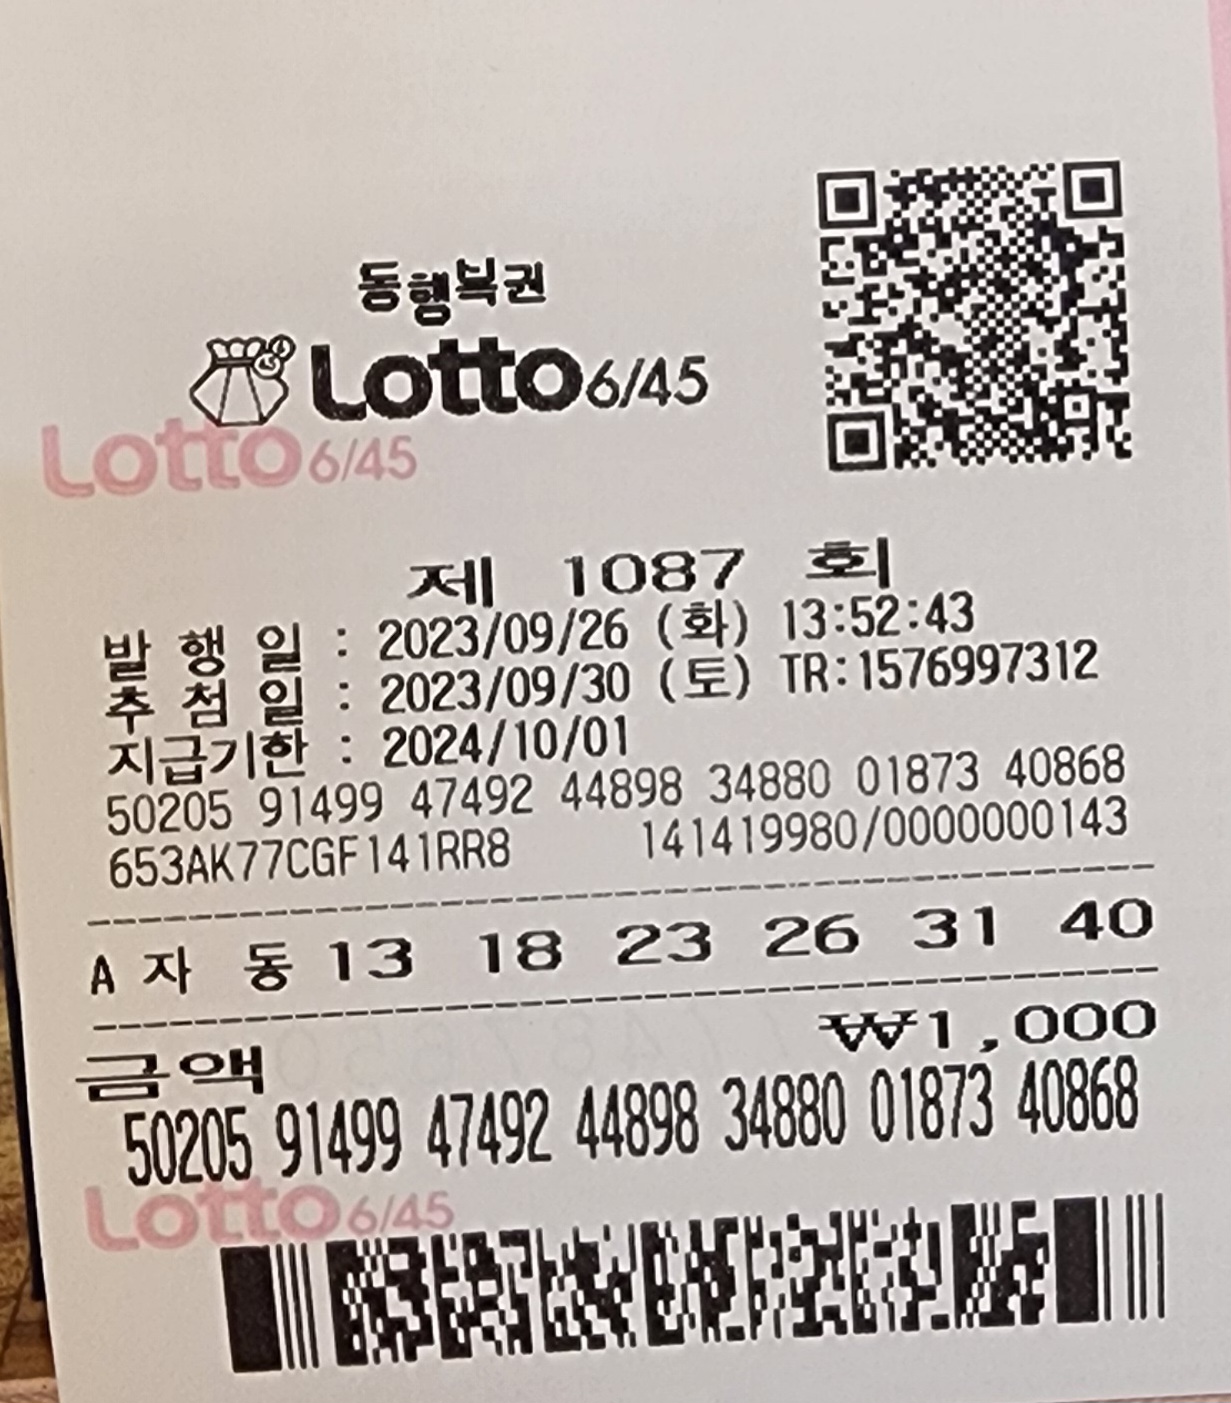 동행복권
Lotto 6/45
Lotto 6/45
제 1087 회
발 행 일 : 2023/09/26 (화) 13:52:43
추 첨 일 : 2023/09/30 (토) TR:1576997312
지급기한 : 2024/10/01
50205 91499 47492 44898 34880 01873 40868
653AK77CGF141RR8 141419980/0000000143
A 자 동 13 18 23 26 31 40
금액 ₩1,000
50205 91499 47492 44898 34880 01873 40868
Lotto 6/45